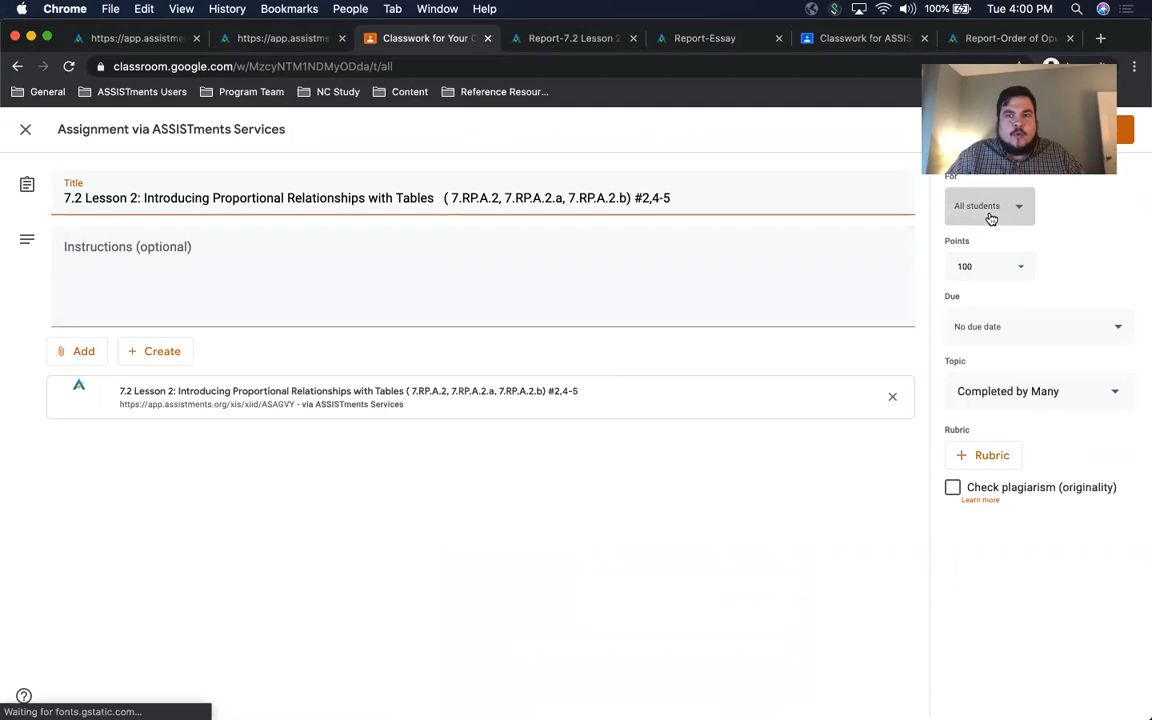 Chrome File Edit View History Bookmarks People Tab Window Help 100% Tue 4:00 PM
https://app.assistme https://app.assistm Classwork for Your C Report-7.2 Lesson 2 Report-Essay Classwork for ASSIS Report-Order of Op
classroom.google.com/w/MzcyNTM1NDMyODda/t/all
General ASSISTments Users Program Team NC Study Content Reference Resour...
Assignment via ASSISTments Services
For
Title
7.2 Lesson 2: Introducing Proportional Relationships with Tables ( 7.RP.A.2, 7.RP.A.2.a, 7.RP.A.2.b) #2,4-5
All students
Instructions (optional)
Points
100
Due
No due date
Add + Create
Topic
7.2 Lesson 2: Introducing Proportional Relationships with Tables ( 7.RP.A.2, 7.RP.A.2.a, 7.RP.A.2.b) #2,4-5
https://app.assistments.org/xis/xiid/ASAGVY - via ASSISTments Services
Completed by Many
Rubric
+ Rubric
Check plagiarism (originality)
Learn more
Waiting for fonts.gstatic.com...